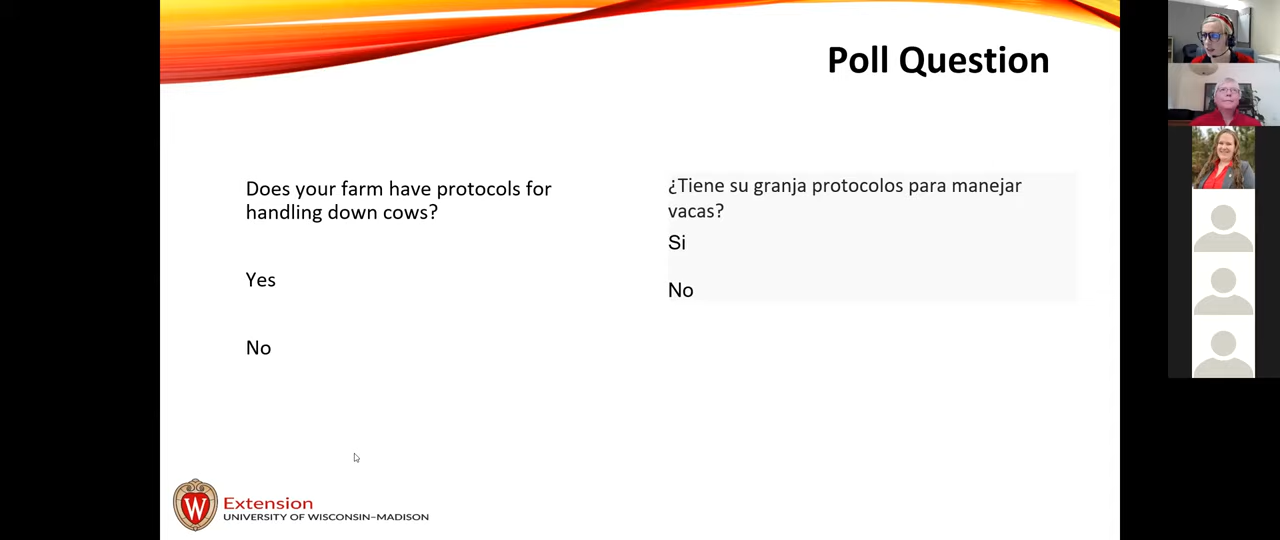 Poll Question
Does your farm have protocols for
handling down cows?
Yes
No
¿Tiene su granja protocolos para manejar
vacas?
Si
No
W
Extension
UNIVERSITY OF WISCONSIN–MADISON